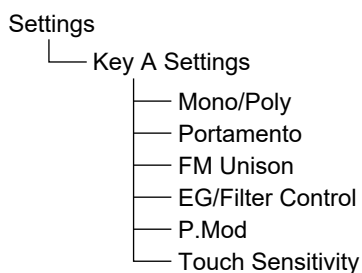 Settings
Key A Settings
Mono/Poly
Portamento
FM Unison
EG/Filter Control
P.Mod
Touch Sensitivity